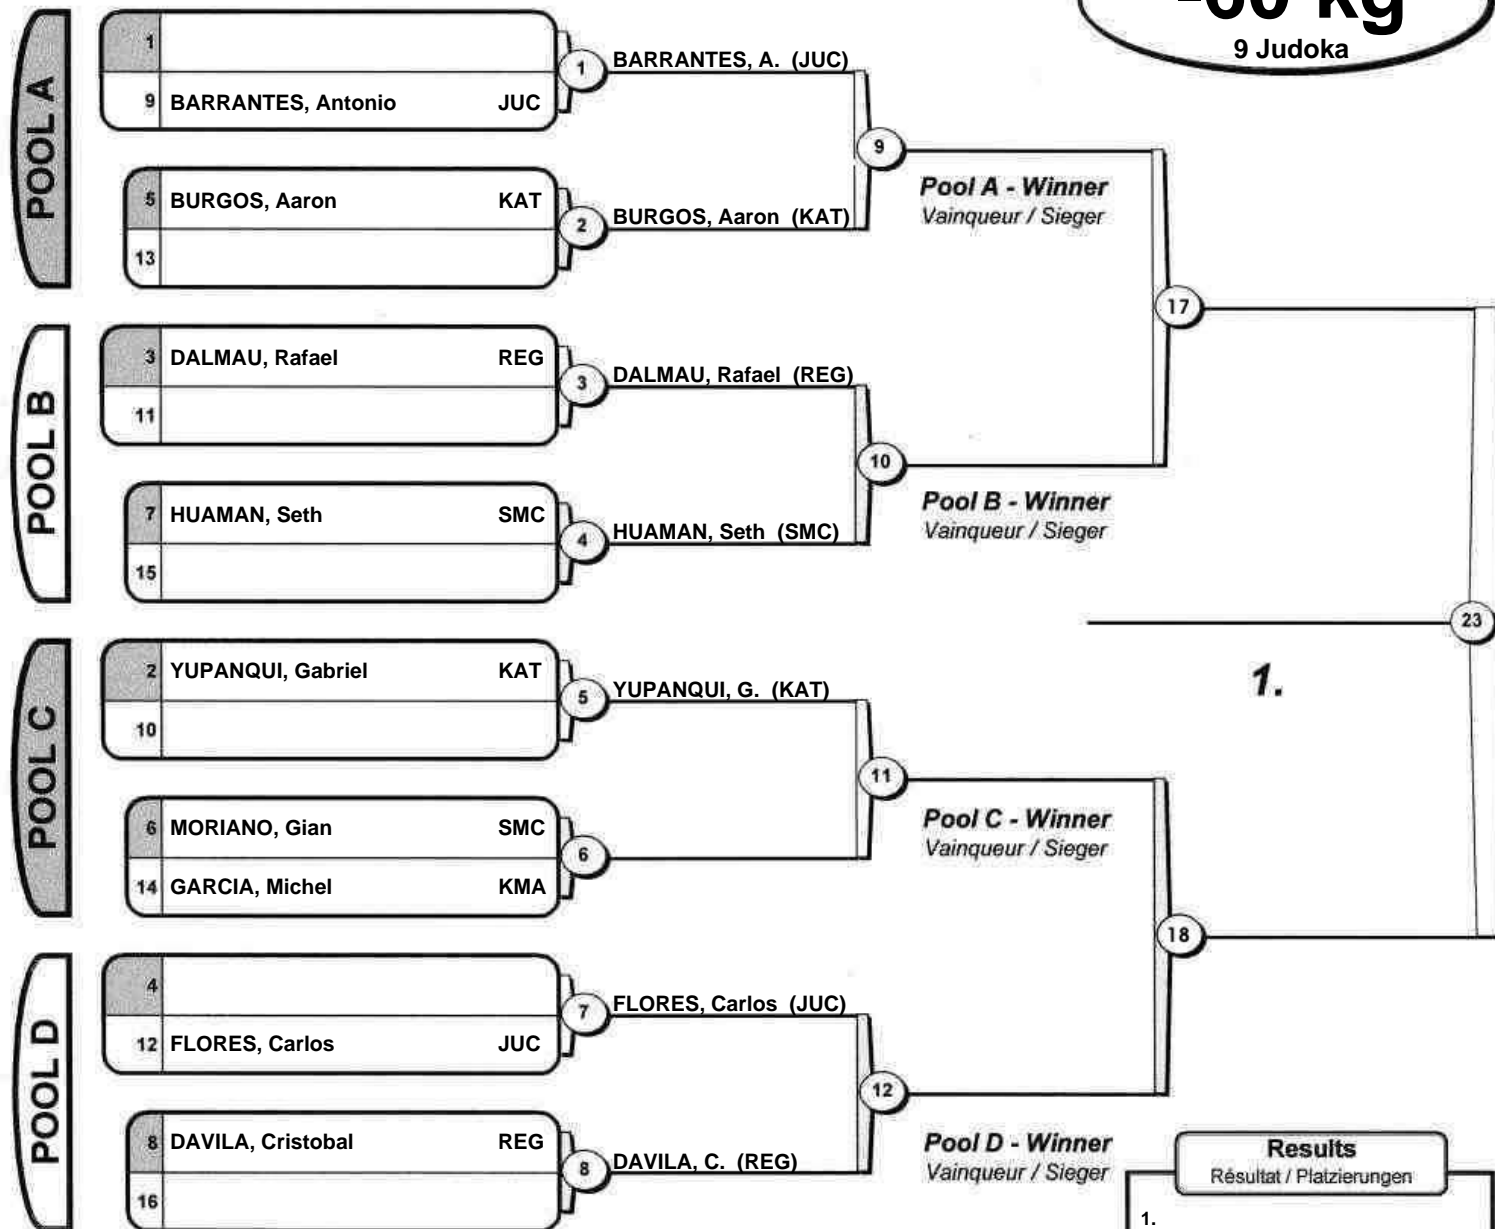 -60 kg
9 Judoka
POOL A
1
9 BARRANTES, Antonio JUC
1
BARRANTES, A. (JUC)
5 BURGOS, Aaron KAT
13
2
BURGOS, Aaron (KAT)
9
Pool A - Winner
Vainqueur / Sieger
POOL B
3 DALMAU, Rafael REG
11
3
DALMAU, Rafael (REG)
7 HUAMAN, Seth SMC
15
4
HUAMAN, Seth (SMC)
10
Pool B - Winner
Vainqueur / Sieger
17
POOL C
2 YUPANQUI, Gabriel KAT
10
5
YUPANQUI, G. (KAT)
6 MORIANO, Gian SMC
14 GARCIA, Michel KMA
6
11
Pool C - Winner
Vainqueur / Sieger
23
1.
POOL D
4
12 FLORES, Carlos JUC
7
FLORES, Carlos (JUC)
8 DAVILA, Cristobal REG
16
8
DAVILA, C. (REG)
12
Pool D - Winner
Vainqueur / Sieger
18
Results
Résultat / Platzierungen
1.